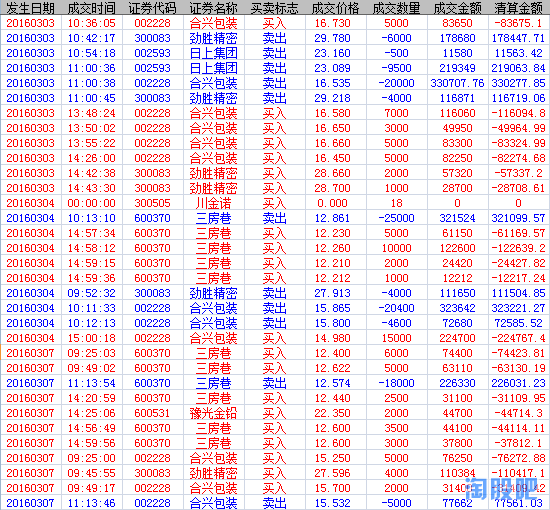 发生日期 成交时间 证券代码 证券名称 买卖标志 成交价格 成交数量 成交金额 清算金额
20160303 10:36:05 002228 合兴包装 买入 16.730 5000 83650 -83675.1
20160303 10:42:17 300083 劲胜精密 卖出 29.780 -6000 178680 178447.71
20160303 10:54:18 002593 日上集团 卖出 23.160 -500 11580 11563.42
20160303 11:00:36 002593 日上集团 卖出 23.089 -9500 219349 219063.84
20160303 11:00:38 002228 合兴包装 卖出 16.535 -20000 330707.76 330277.85
20160303 11:00:45 300083 劲胜精密 卖出 29.218 -4000 116871 116719.06
20160303 13:48:24 002228 合兴包装 买入 16.580 7000 116060 -116094.8
20160303 13:50:02 002228 合兴包装 买入 16.650 3000 49950 -49964.99
20160303 13:55:22 002228 合兴包装 买入 16.660 5000 83300 -83324.99
20160303 14:26:00 002228 合兴包装 买入 16.450 5000 82250 -82274.68
20160303 14:42:38 300083 劲胜精密 买入 28.660 2000 57320 -57337.2
20160303 14:43:30 300083 劲胜精密 买入 28.700 1000 28700 -28708.61
20160304 00:00:00 300505 川金诺 买入 0.000 18 0 0
20160304 10:13:10 600370 三房巷 卖出 12.861 -25000 321524 321099.57
20160304 14:57:34 600370 三房巷 买入 12.230 5000 61150 -61169.57
20160304 14:58:12 600370 三房巷 买入 12.260 10000 122600 -122639.2
20160304 14:59:15 600370 三房巷 买入 12.210 2000 24420 -24427.82
20160304 14:59:36 600370 三房巷 买入 12.212 1000 12212 -12217.24
20160304 09:52:32 300083 劲胜精密 卖出 27.913 -4000 111650 111504.85
20160304 10:11:33 002228 合兴包装 卖出 15.865 -20400 323642 323221.27
20160304 10:12:13 002228 合兴包装 卖出 15.800 -4600 72680 72585.52
20160304 15:00:18 002228 合兴包装 买入 14.980 15000 224700 -224767.4
20160307 09:25:03 600370 三房巷 买入 12.400 6000 74400 -74423.81
20160307 09:49:02 600370 三房巷 买入 12.622 5000 63110 -63130.19
20160307 11:13:54 600370 三房巷 卖出 12.574 -18000 226330 226031.23
20160307 14:20:59 600370 三房巷 买入 12.440 2500 31100 -31109.95
20160307 14:25:06 600531 豫光金铅 买入 22.350 2000 44700 -44714.3
20160307 14:56:49 600370 三房巷 买入 12.600 3500 44100 -44114.11
20160307 14:59:56 600370 三房巷 买入 12.600 3000 37800 -37812.1
20160307 09:25:00 002228 合兴包装 买入 15.250 5000 76250 -76272.88
20160307 09:45:55 300083 劲胜精密 买入 27.596 4000 110384 -110417.1
20160307 09:49:17 002228 合兴包装 买入 15.700 2000 31400 -31409.42
20160307 11:13:46 002228 合兴包装 卖出 15.532 -5000 77662 77561.03
淘股吧